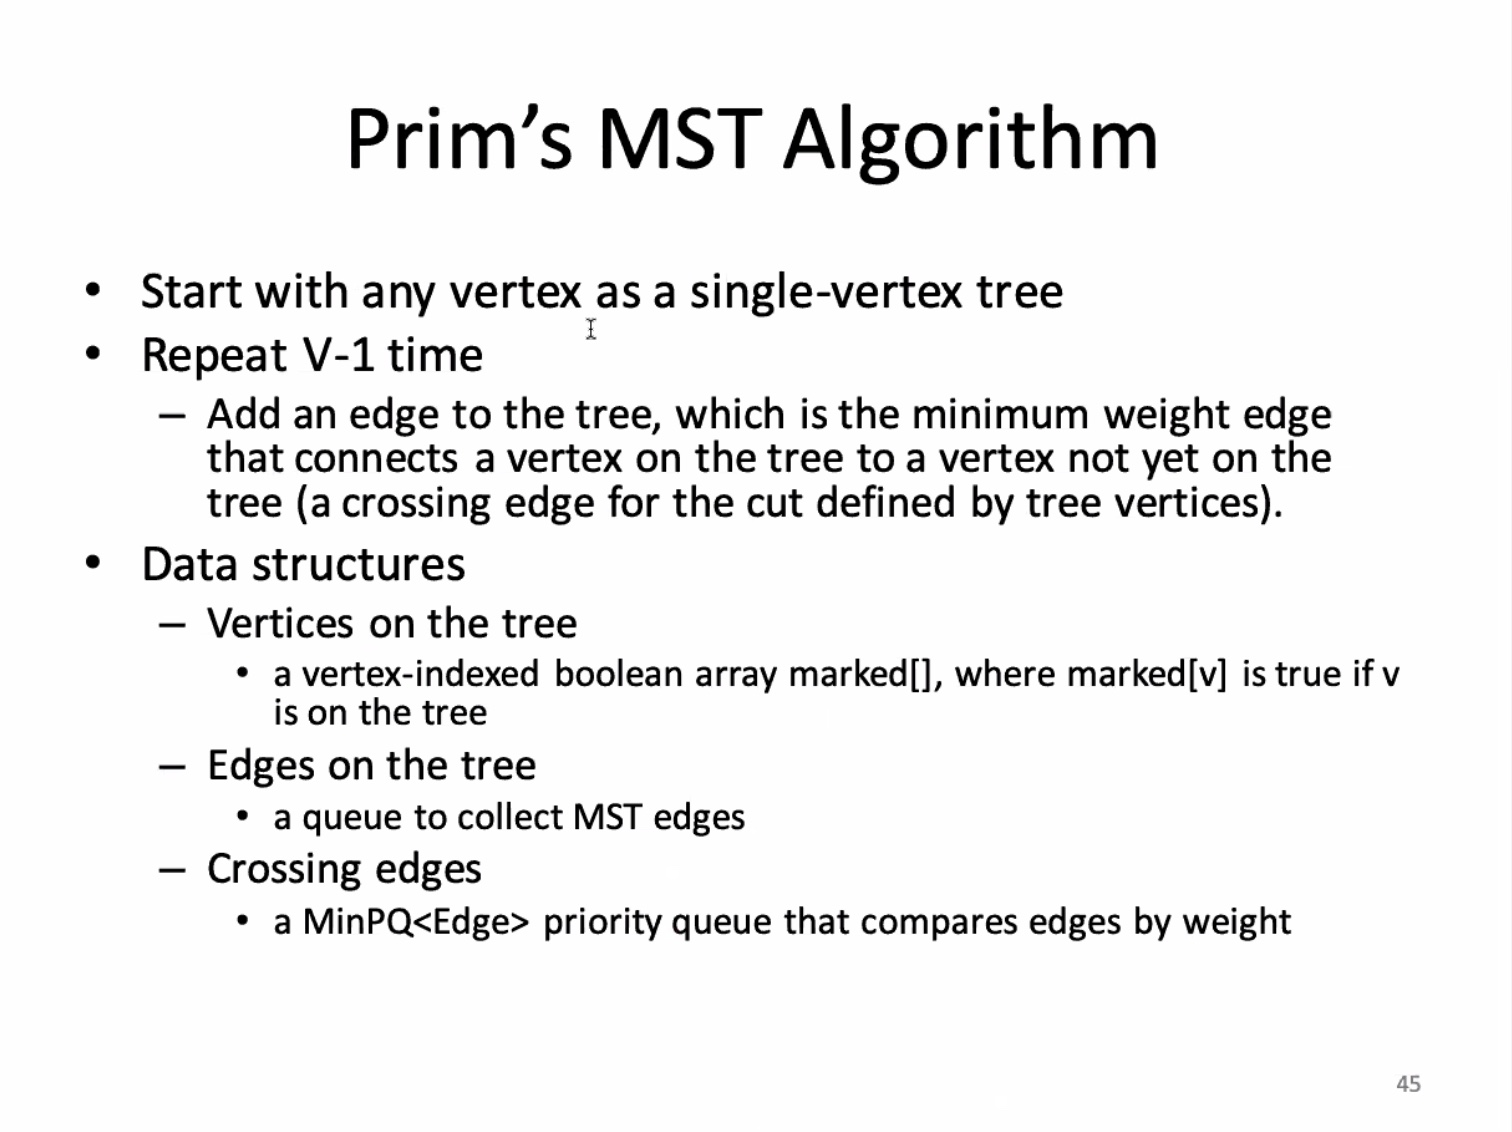 Prim’s MST Algorithm
• Start with any vertex as a single-vertex tree
• Repeat V-1 time
– Add an edge to the tree, which is the minimum weight edge
that connects a vertex on the tree to a vertex not yet on the
tree (a crossing edge for the cut defined by tree vertices).
• Data structures
– Vertices on the tree
• a vertex-indexed boolean array marked[], where marked[v] is true if v
is on the tree
– Edges on the tree
• a queue to collect MST edges
– Crossing edges
• a MinPQ<Edge> priority queue that compares edges by weight
45